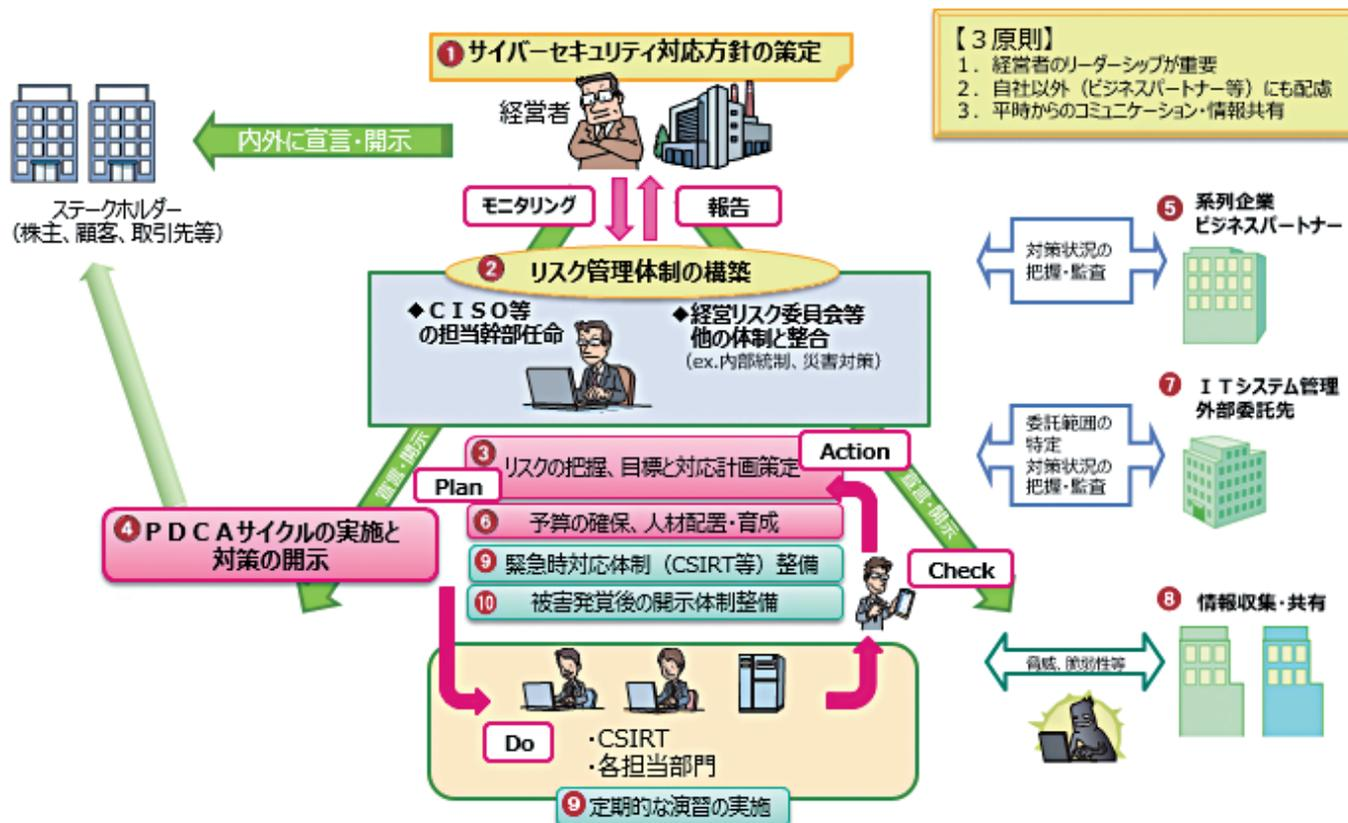 ❶サイバーセキュリティ対応方針の策定
経営者
【３原則】
１．経営者のリーダーシップが重要
２．自社以外（ビジネスパートナー等）にも配慮
３．平時からのコミュニケーション・情報共有
内外に宣言・開示
ステークホルダー
（株主、顧客、取引先等）
モニタリング
報告
❷ リスク管理体制の構築
◆ＣＩＳＯ等
の担当幹部任命
◆経営リスク委員会等
他の体制と整合
（ex.内部統制、災害対策）
❺ 系列企業
ビジネスパートナー
対策状況の
把握・監査
❼ ＩＴシステム管理
外部委託先
委託範囲の
特定
対策状況の
把握・監査
宣言・開示
宣言・開示
Plan
Action
❸ リスクの把握、目標と対応計画策定
❻ 予算の確保、人材配置・育成
❾ 緊急時対応体制（CSIRT等）整備
❿ 被害発覚後の開示体制整備
❹ＰＤＣＡサイクルの実施と
対策の開示
Check
❽ 情報収集・共有
脅威、脆弱性等
Do
・CSIRT
・各担当部門
❾ 定期的な演習の実施